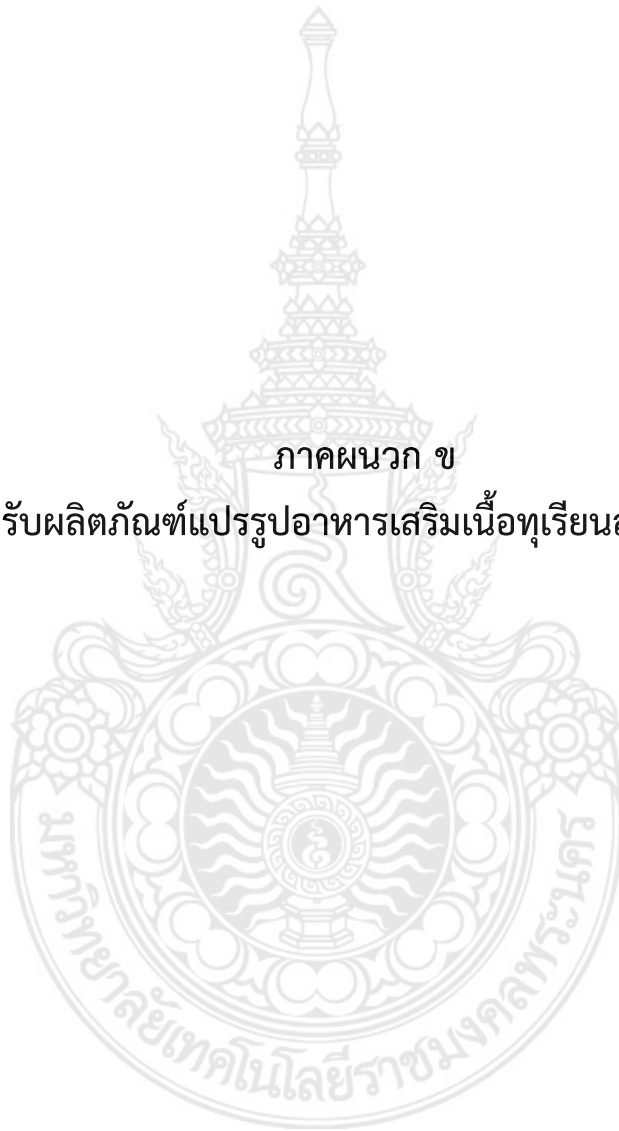 ภาคผนวก ข
รับผลิตภัณฑ์แปรรูปอาหารเสริมเนื้อทุเรียน
มหาวิทยาลัยเทคโนโลยีราชมงคลพระนคร